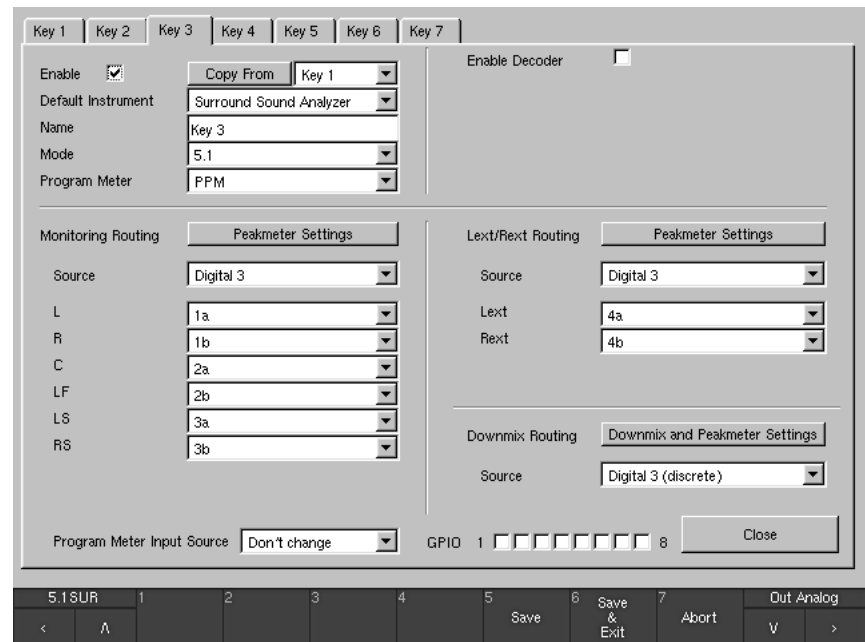 Key 1 Key 2 Key 3 Key 4 Key 5 Key 6 Key 7
Enable Copy From Key 1
Default Instrument Surround Sound Analyzer
Name Key 3
Mode 5.1
Program Meter PPM
Enable Decoder
Monitoring Routing Peakmeter Settings
Source Digital 3
L 1a
R 1b
C 2a
LF 2b
LS 3a
RS 3b
Lext/Rext Routing Peakmeter Settings
Source Digital 3
Lext 4a
Rext 4b
Downmix Routing Downmix and Peakmeter Settings
Source Digital 3 (discrete)
Program Meter Input Source Don't change
GPIO 1 8
Close
5.1SUR 1 2 3 4 5 6 7 Out Analog
< Λ Save Save & Exit Abort V >